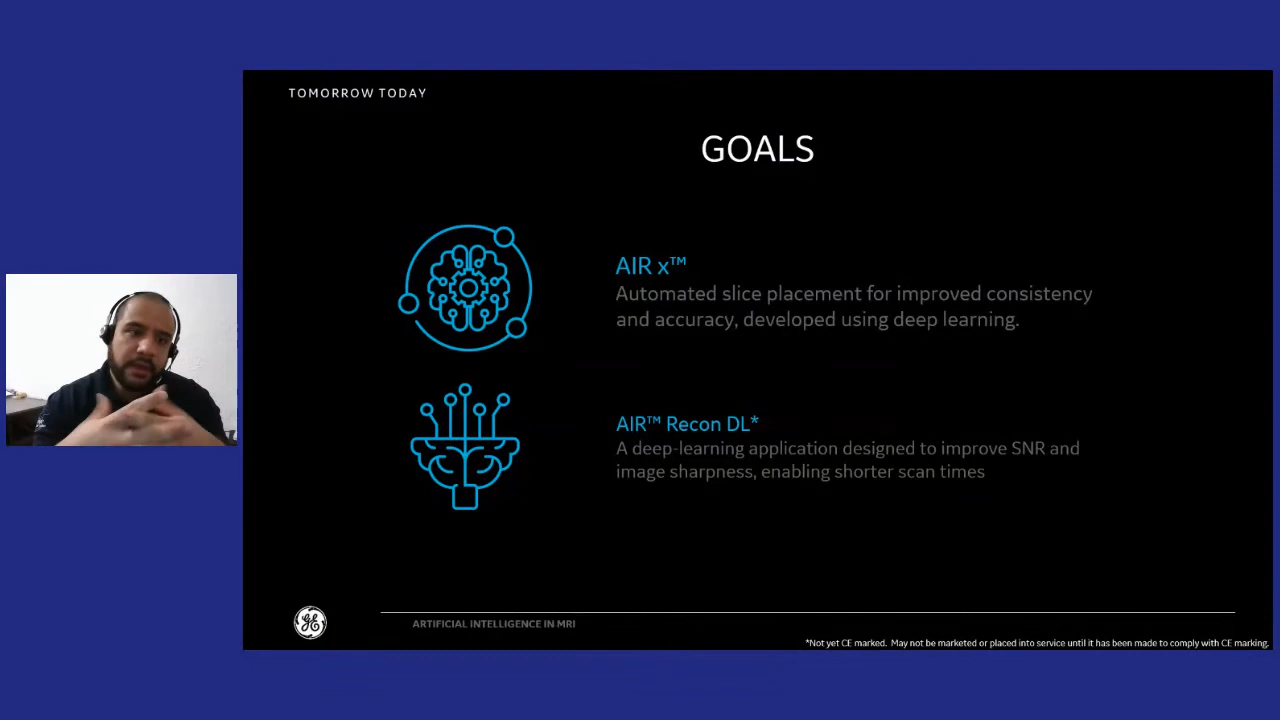 TOMORROW TODAY
GOALS
AIR x™
Automated slice placement for improved consistency
and accuracy, developed using deep learning.
AIR™ Recon DL*
A deep-learning application designed to improve SNR and
image sharpness, enabling shorter scan times
GE
ARTIFICIAL INTELLIGENCE IN MRI
*Not yet CE marked. May not be marketed or placed into service until it has been made to comply with CE marking.